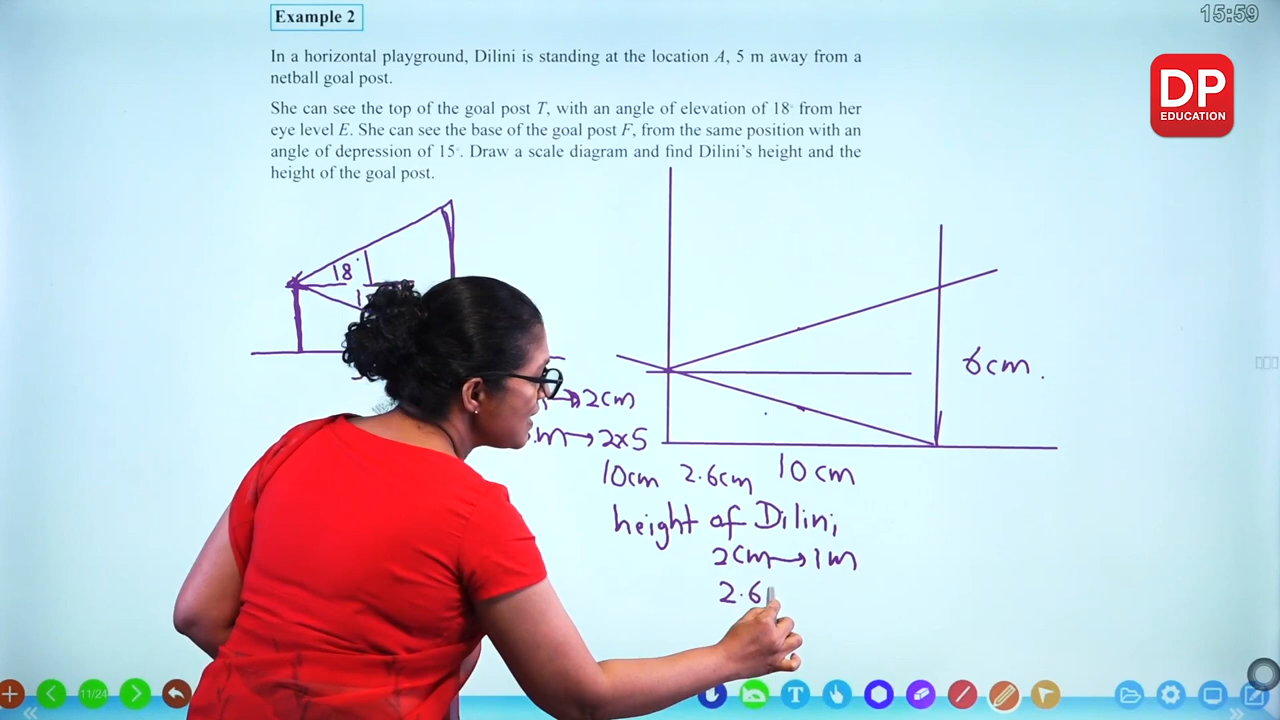 Example 2
15:59
In a horizontal playground, Dilini is standing at the location A, 5 m away from a
netball goal post.
She can see the top of the goal post T, with an angle of elevation of 18° from her
eye level E. She can see the base of the goal post F, from the same position with an
angle of depression of 15°. Draw a scale diagram and find Dilini's height and the
height of the goal post.
DP
EDUCATION
18°
6cm.
→2cm
m→2×5
10cm 2.6cm 10cm
height of Dilini,
2cm→1m
2.6
11/24
T